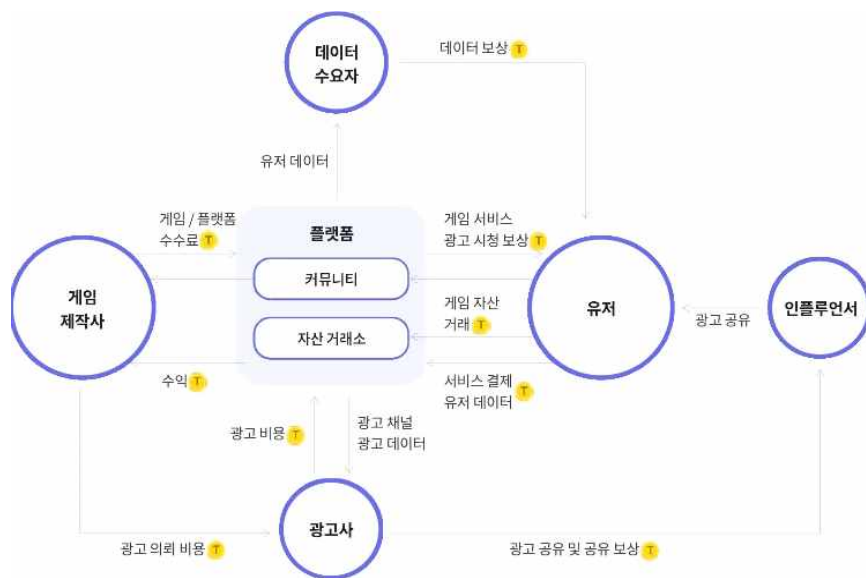 데이터
수요자
데이터 보상 T
유저 데이터
게임 / 플랫폼
수수료 T
플랫폼
게임 서비스
광고 시청 보상 T
커뮤니티
게임
제작사
게임 자산
거래 T
유저
광고 공유
인플루언서
자산 거래소
수익 T
서비스 결제 T
유저 데이터
광고 비용 T
광고 채널
광고 데이터
광고사
광고 의뢰 비용 T
광고 공유 및 공유 보상 T